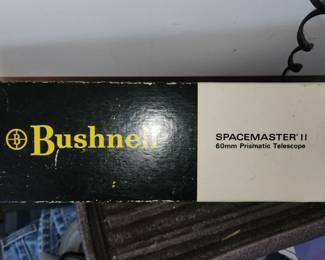 Bushnell
SPACEMASTER® II
60mm Prismatic Telescope